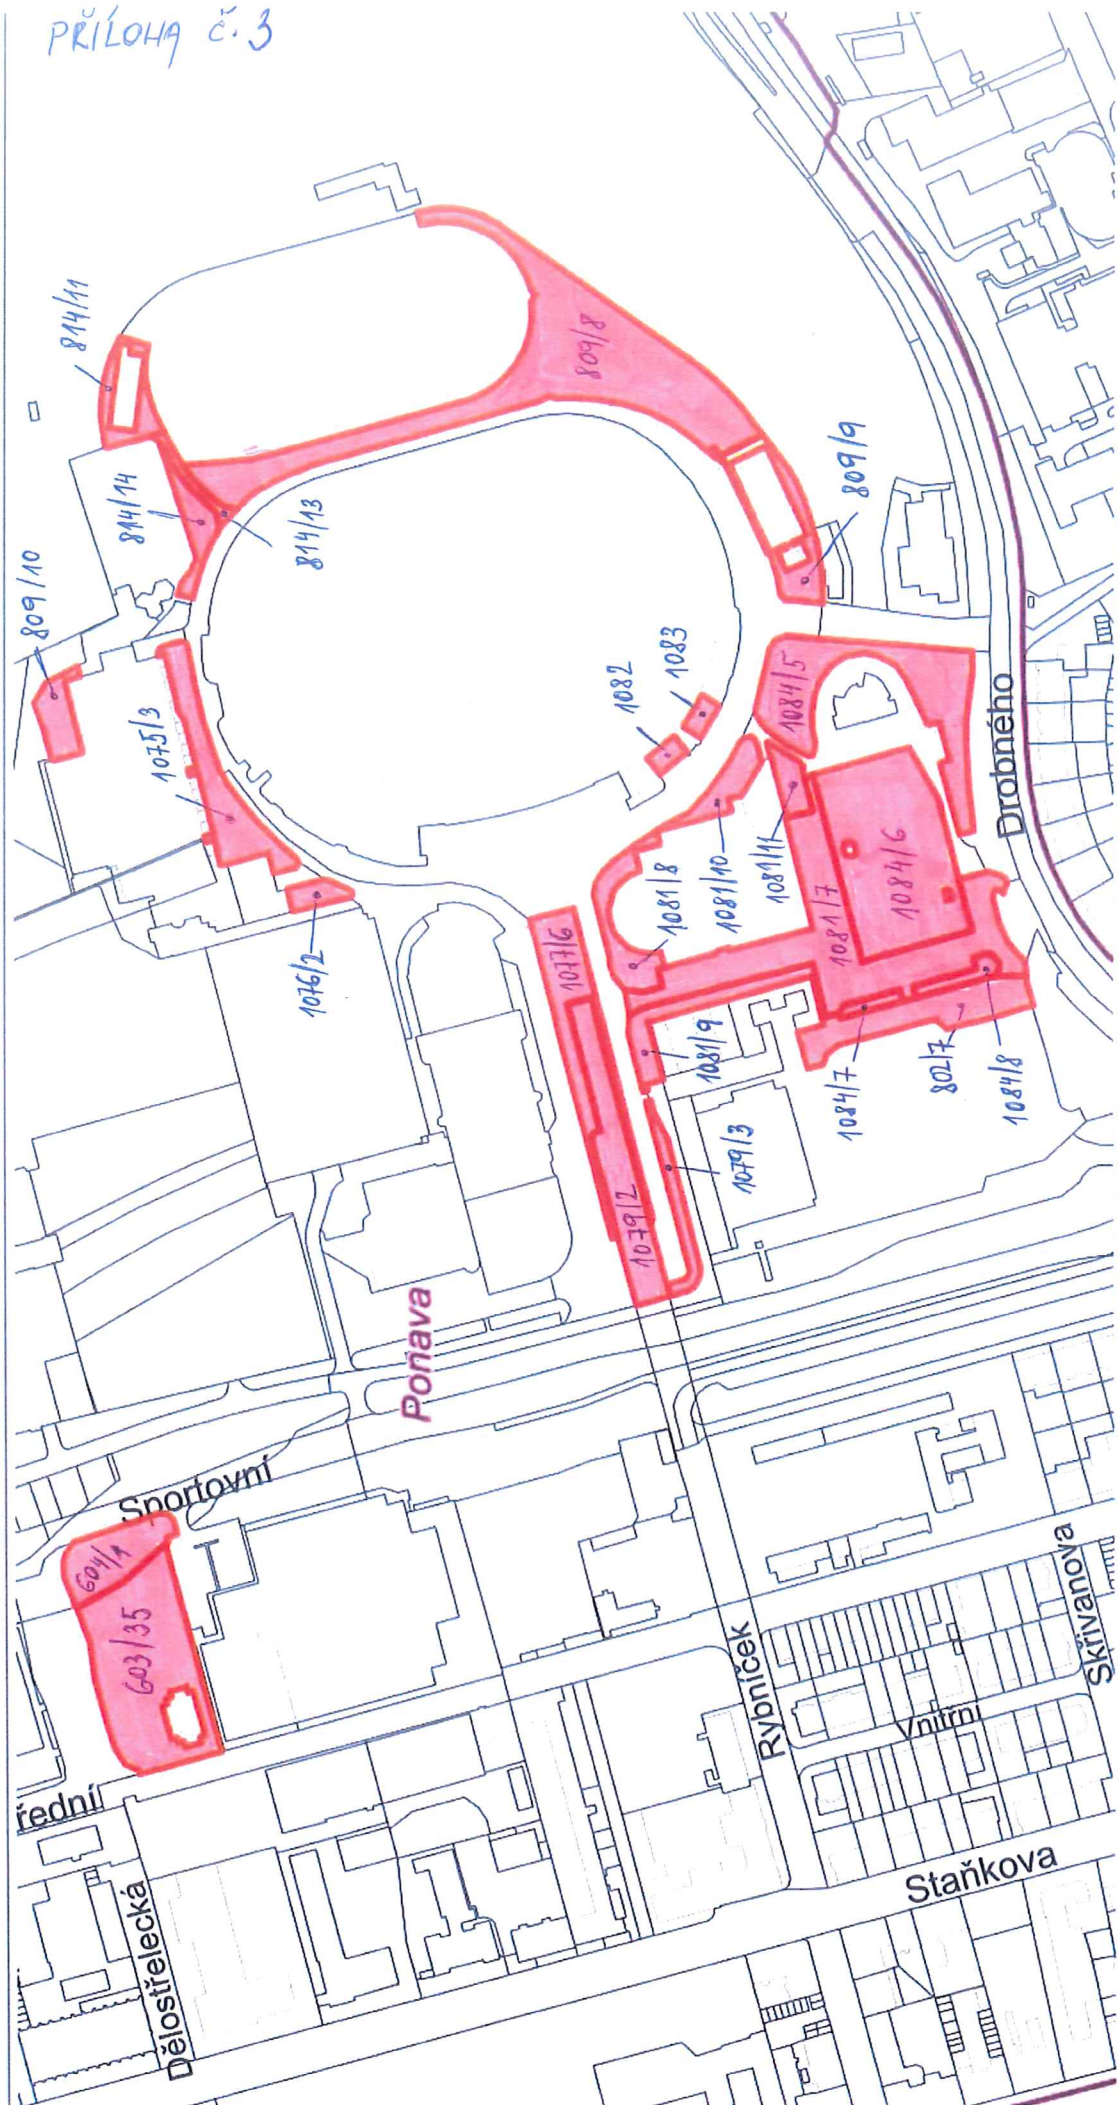 PŘÍLOHA č. 3
814/11
809/8
809/10
814/14
814/13
809/9
1075/3
1082
1083
1084/5
1076/2
1077/6
1081/8
1081/10
1081/11
1081/7
1084/6
Drobného
1081/9
1084/7
802/7
1084/8
1079/2
1079/3
Ponava
Sportovní
604/1
603/35
řední
Rybníček
Vnitřní
Skřivanova
Dělostřelecká
Staňkova